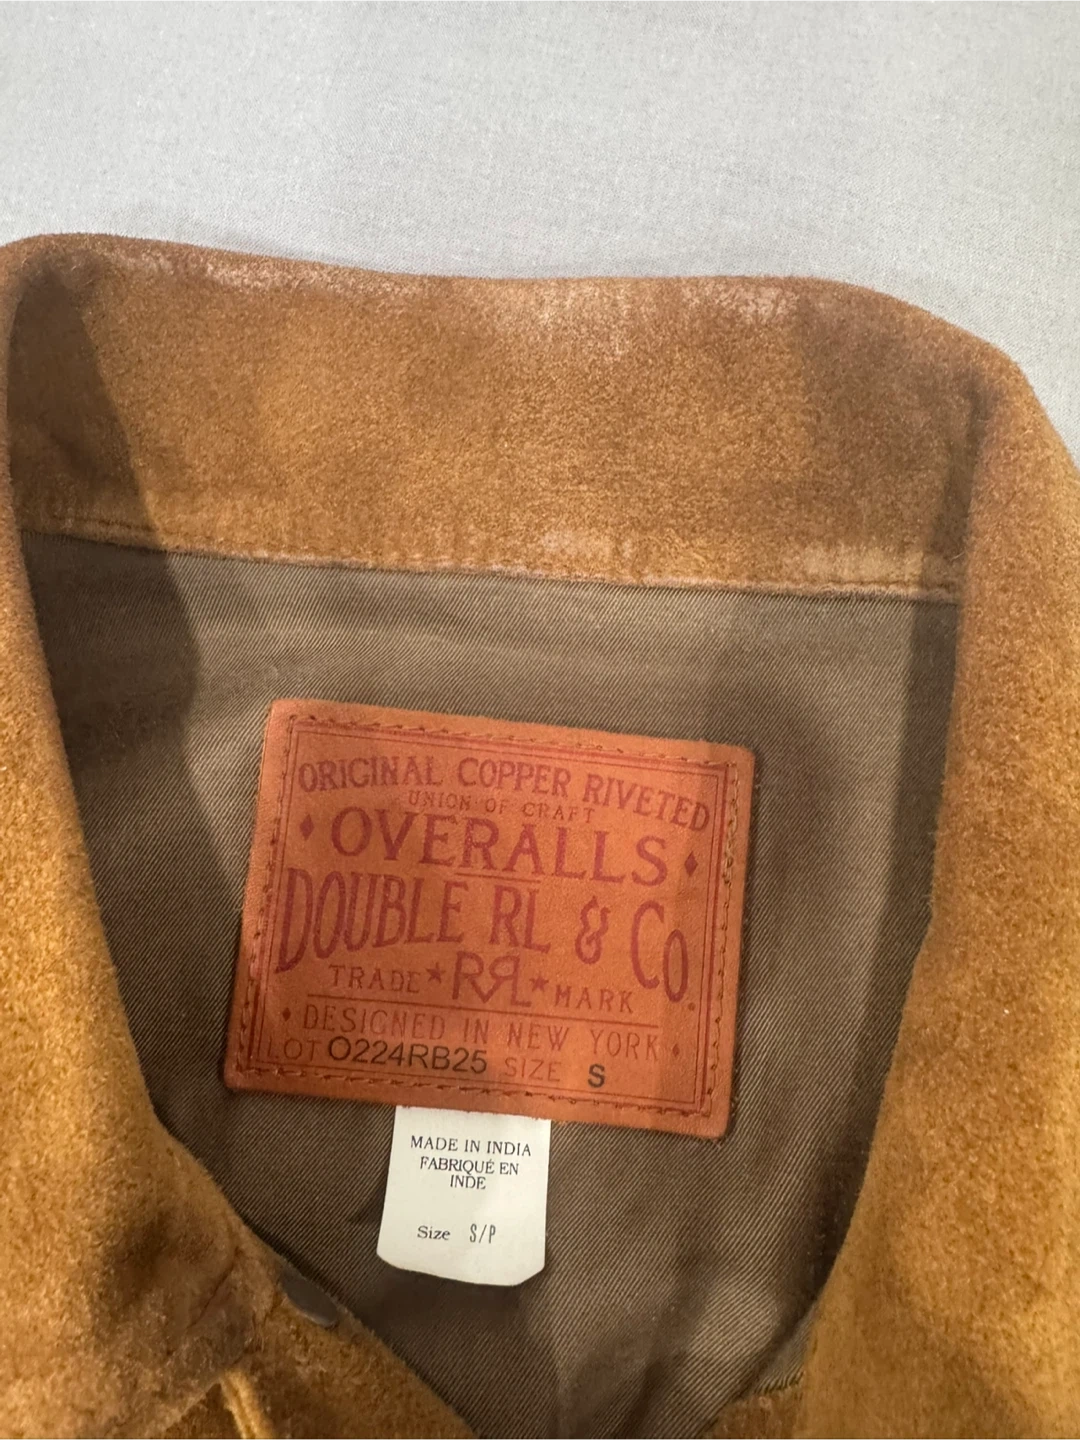 ORIGINAL COPPER RIVETED
UNION OF CRAFT
OVERALLS
DOUBLE RL & Co.
TRADE ★ RRL ★ MARK
DESIGNED IN NEW YORK
LOT O224RB25 SIZE S
MADE IN INDIA
FABRIQUÉ EN
INDE
Size S/P